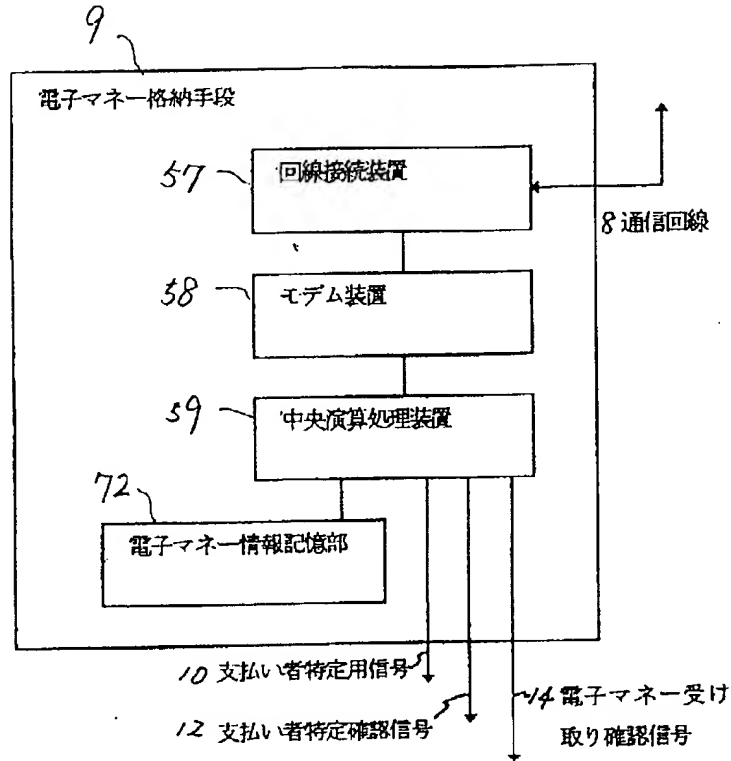 9
電子マネー格納手段
57
回線接続装置
8 通信回線
58
モデム装置
59
中央演算処理装置
72
電子マネー情報記憶部
10 支払い者特定用信号
14 電子マネー受け
取り確認信号
12 支払い者特定確認信号